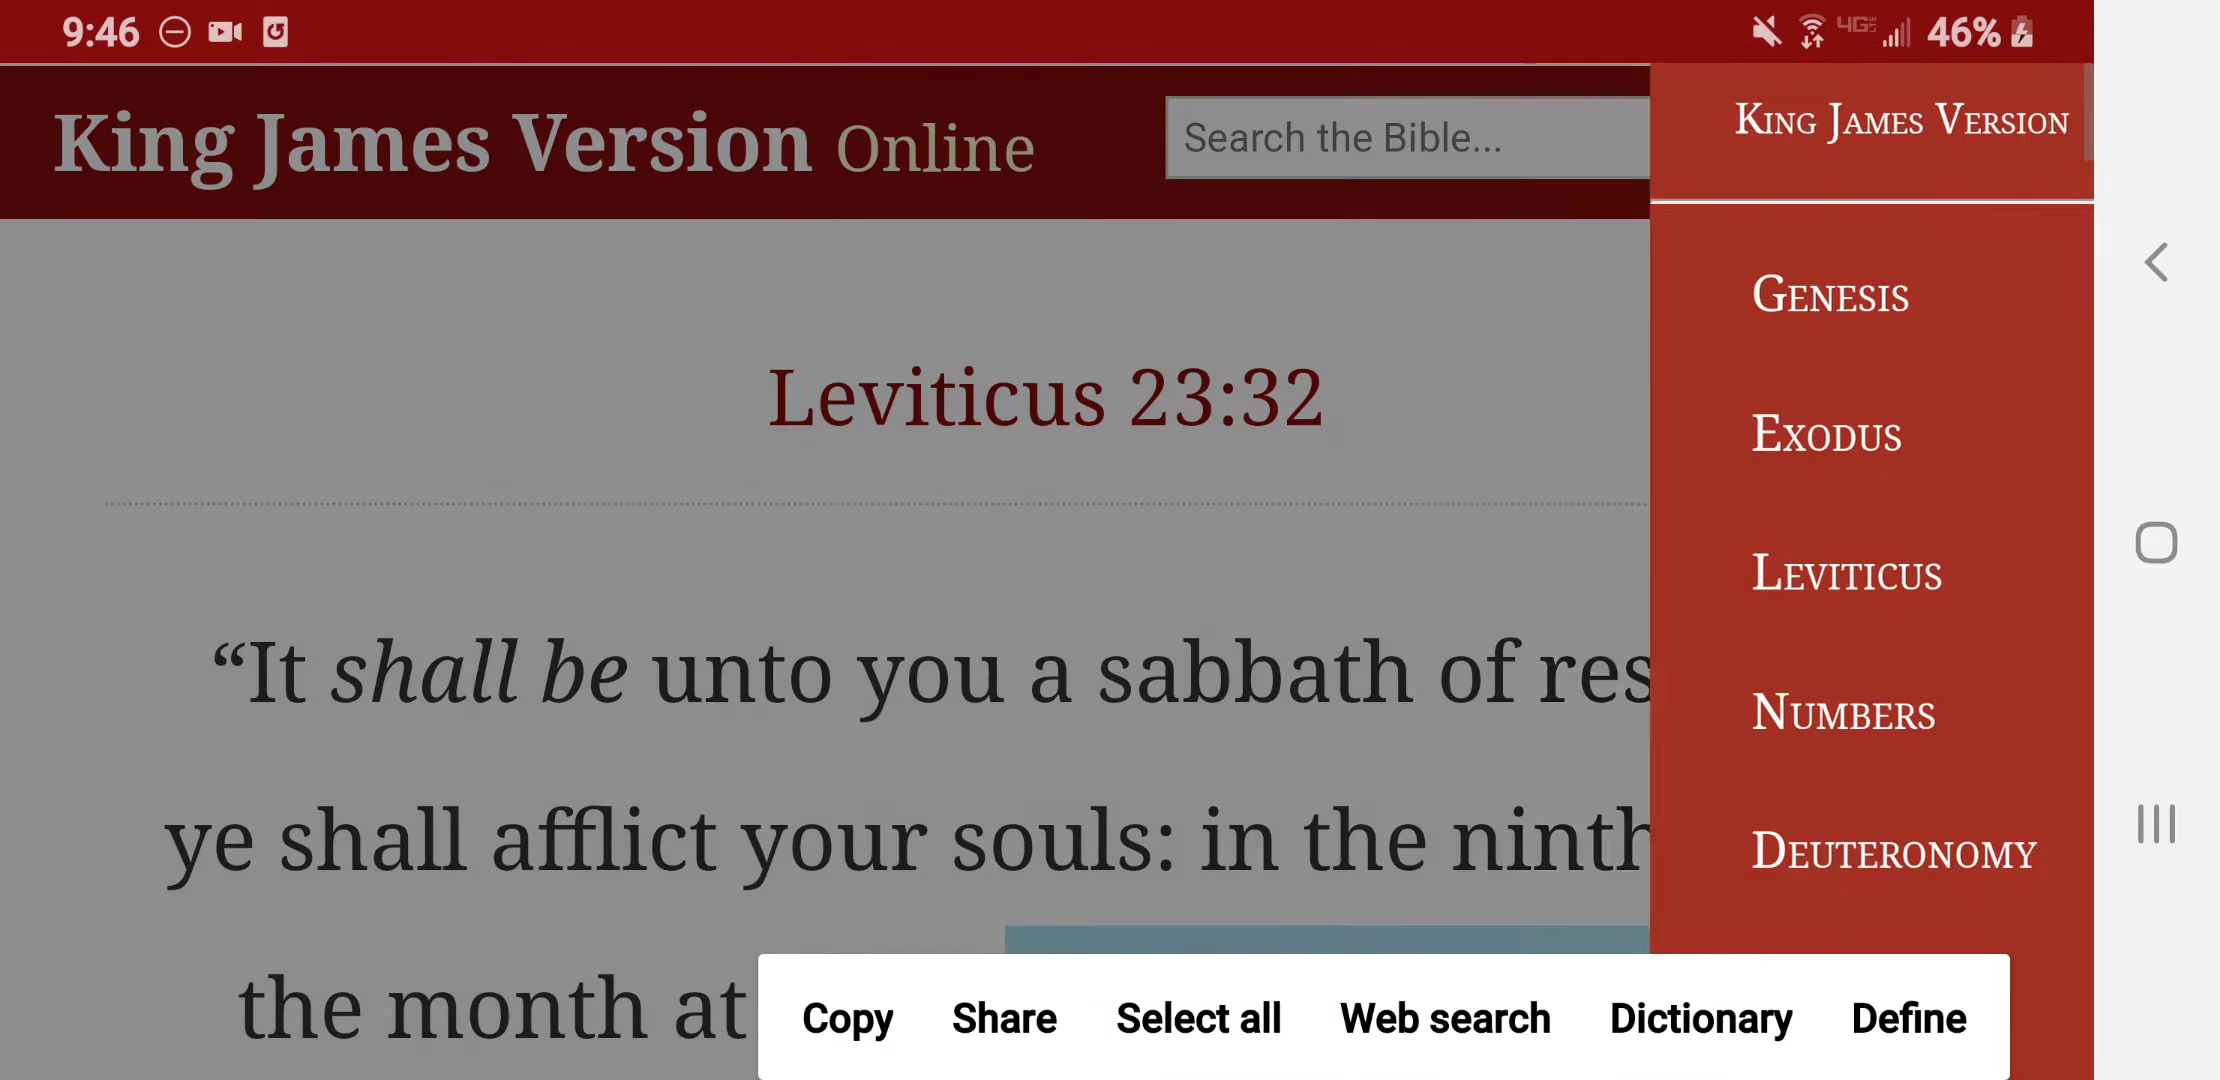 9:46
4G 46%
King James Version Online
Search the Bible...
King James Version
Genesis
Exodus
Leviticus
Numbers
Deuteronomy
Leviticus 23:32
“It shall be unto you a sabbath of res
ye shall afflict your souls: in the ninth
the month at
Copy Share Select all Web search Dictionary Define